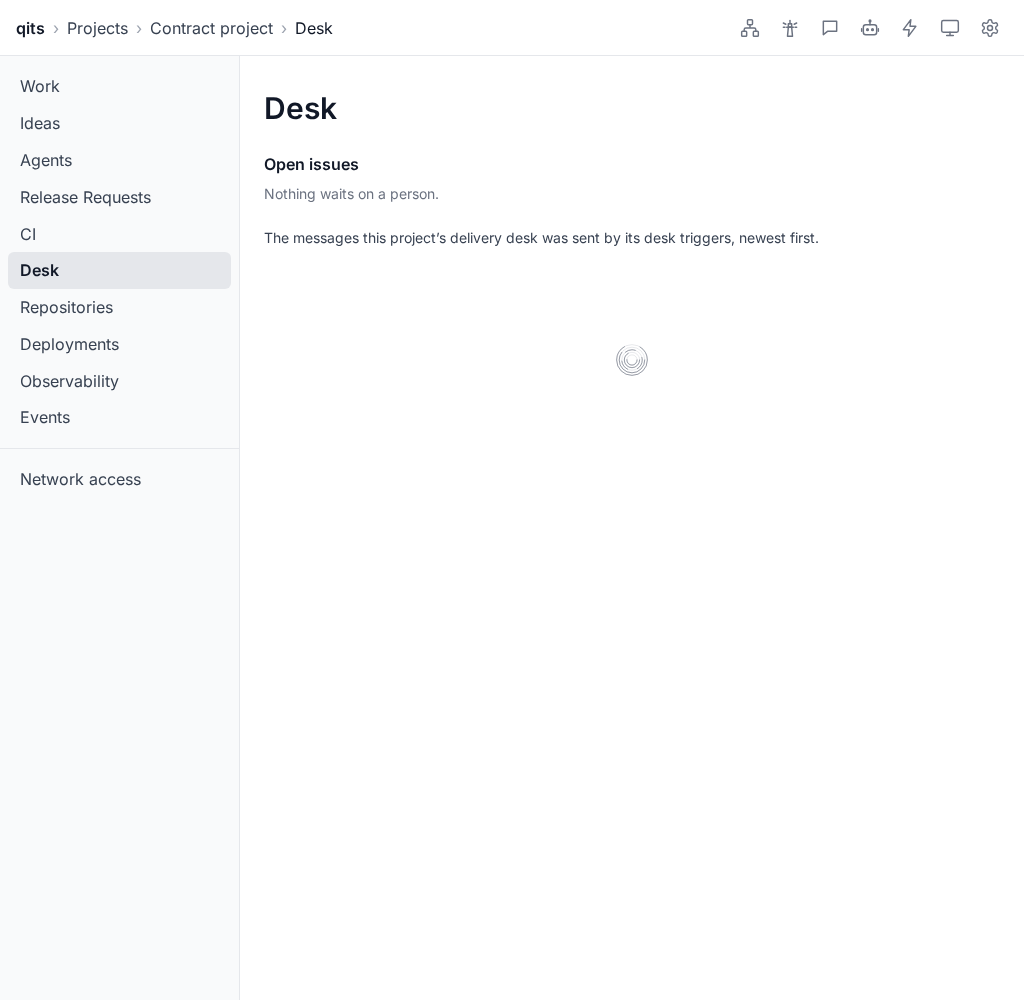 qits › Projects › Contract project › Desk
Work
Ideas
Agents
Release Requests
CI
Desk
Repositories
Deployments
Observability
Events
Network access
Desk
Open issues
Nothing waits on a person.
The messages this project’s delivery desk was sent by its desk triggers, newest first.